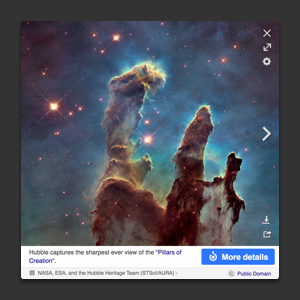 Hubble captures the sharpest ever view of the "Pillars of
Creation".
More details
NASA, ESA, and the Hubble Heritage Team (STScI/AURA) -
Public Domain